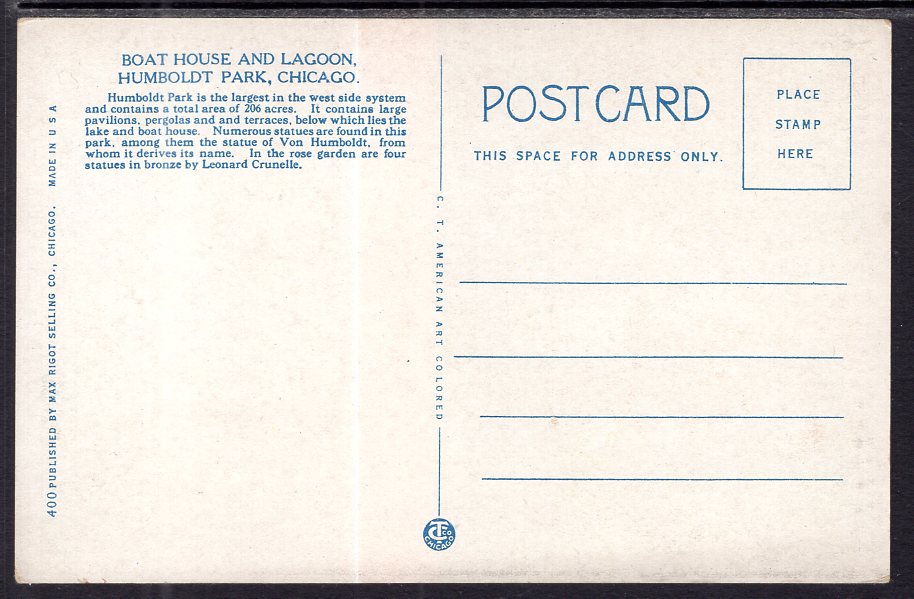 BOAT HOUSE AND LAGOON,
HUMBOLDT PARK, CHICAGO.
Humboldt Park is the largest in the west side system
and contains a total area of 206 acres. It contains large
pavilions, pergolas and and terraces, below which lies the
lake and boat house. Numerous statues are found in this
park, among them the statue of Von Humboldt, from
whom it derives its name. In the rose garden are four
statues in bronze by Leonard Crunelle.
400 PUBLISHED BY MAX RIGOT SELLING CO., CHICAGO. MADE IN U S A
C. T. AMERICAN ART COLORED
CT CO
CHICAGO
POST CARD
THIS SPACE FOR ADDRESS ONLY.
PLACE
STAMP
HERE